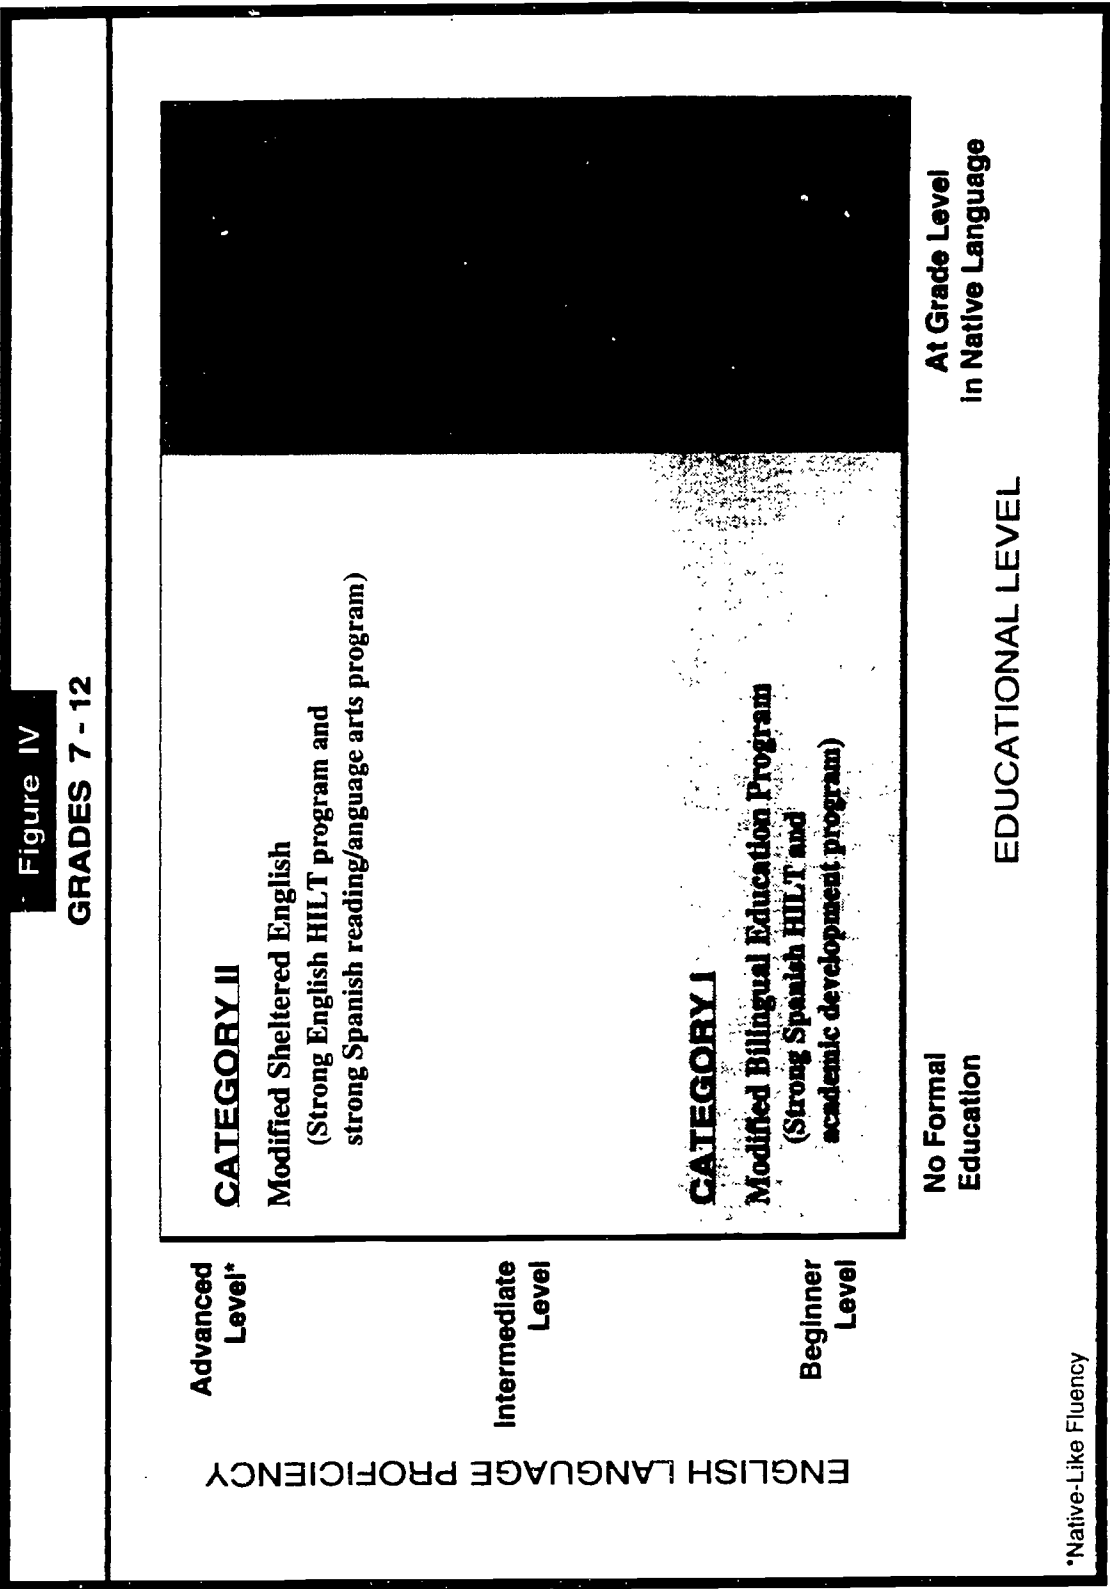 Figure IV
GRADES 7 - 12
ENGLISH LANGUAGE PROFICIENCY
Advanced
Level*
Intermediate
Level
Beginner
Level
CATEGORY II
Modified Sheltered English
(Strong English HILT program and
strong Spanish reading/anguage arts program)
CATEGORY I
Modified Bilingual Education Program
(Strong Spanish HILT and
academic development program)
No Formal
Education
At Grade Level
in Native Language
EDUCATIONAL LEVEL
*Native-Like Fluency